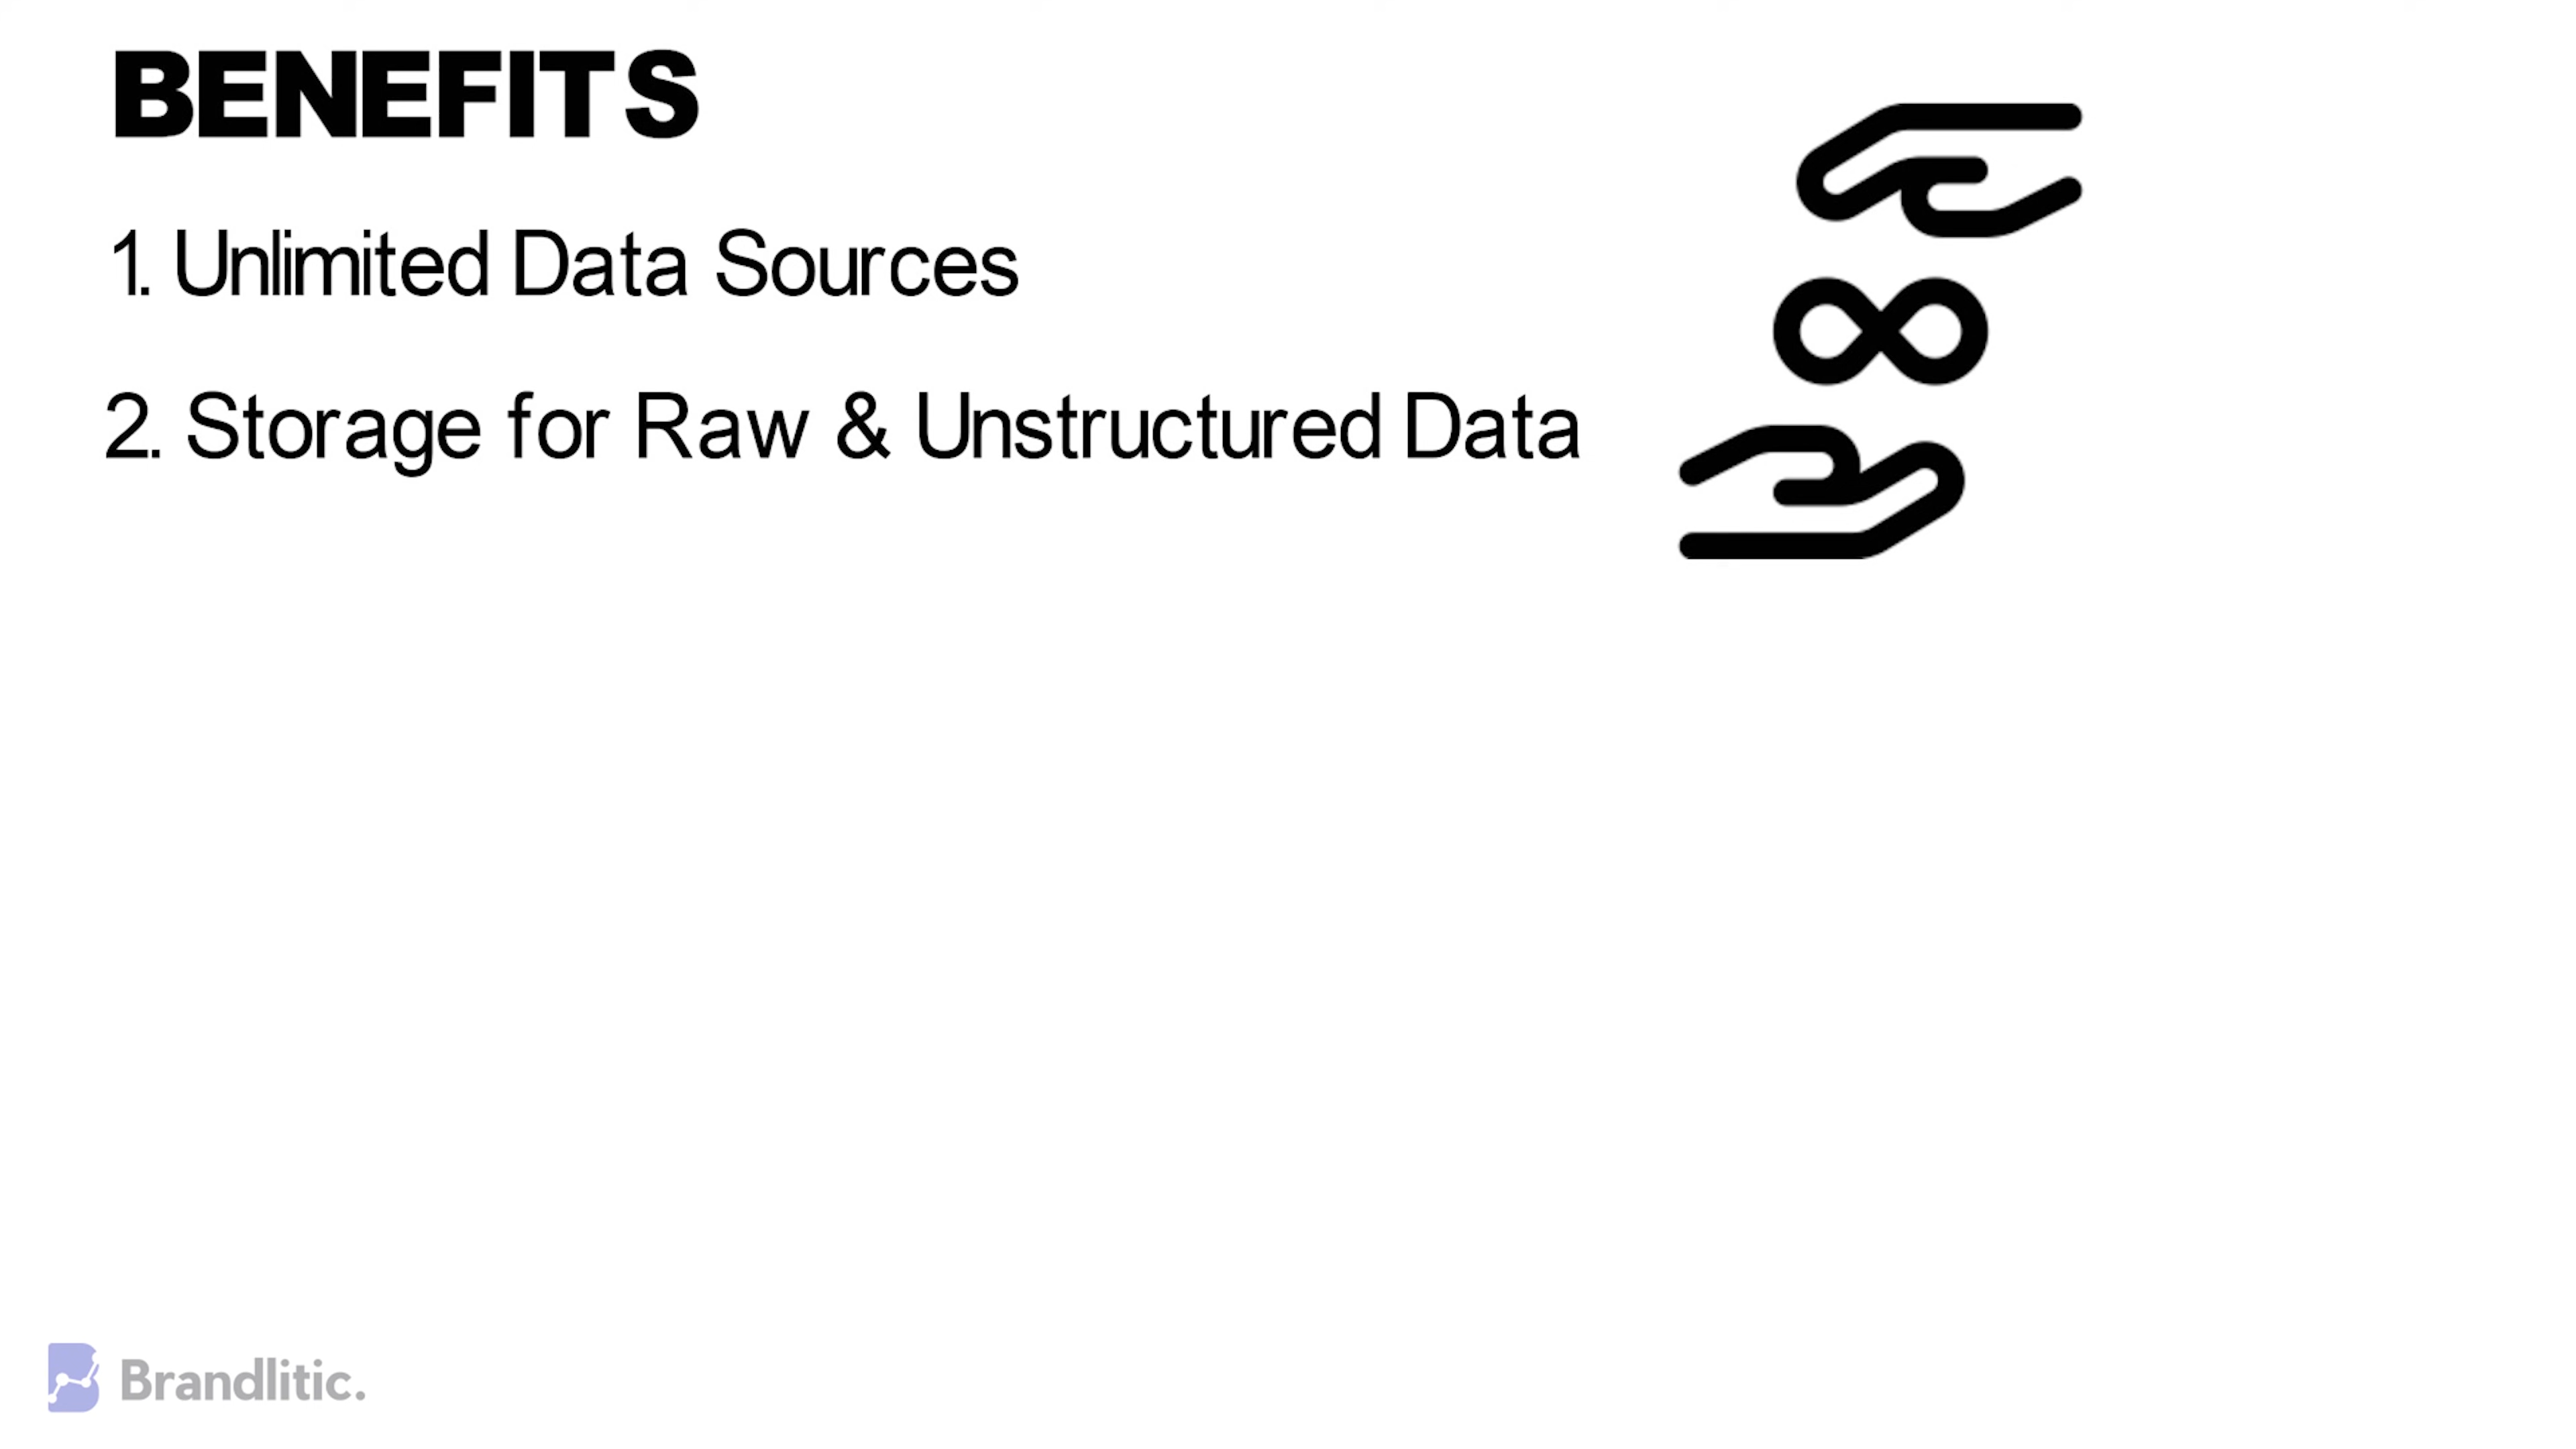 BENEFITS
1. Unlimited Data Sources
2. Storage for Raw & Unstructured Data
Brandlitic.